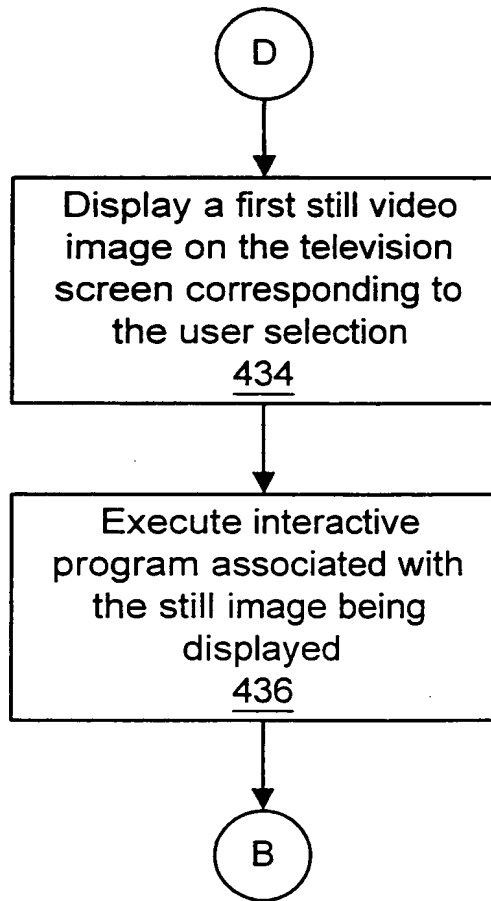 D
Display a first still video
image on the television
screen corresponding to
the user selection
434
Execute interactive
program associated with
the still image being
displayed
436
B